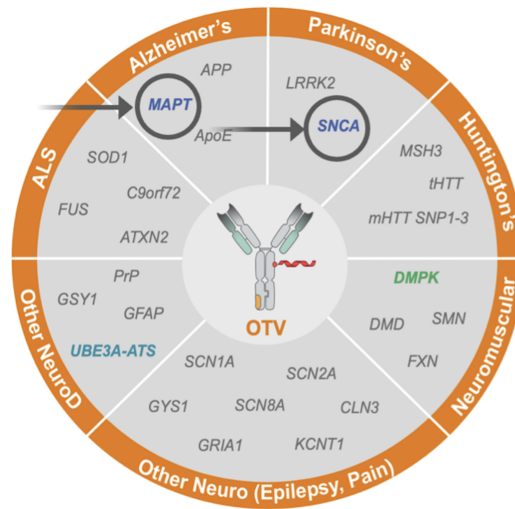 Alzheimer's
APP
MAPT
ApoE
Parkinson's
LRRK2
SNCA
Huntington's
MSH3
tHTT
mHTT SNP1-3
Neuromuscular
DMPK
DMD
SMN
FXN
Other Neuro (Epilepsy, Pain)
SCN1A
SCN2A
GYS1
SCN8A
CLN3
GRIA1
KCNT1
Other NeuroD
PrP
GSY1
GFAP
UBE3A-ATS
ALS
SOD1
C9orf72
FUS
ATXN2
OTV